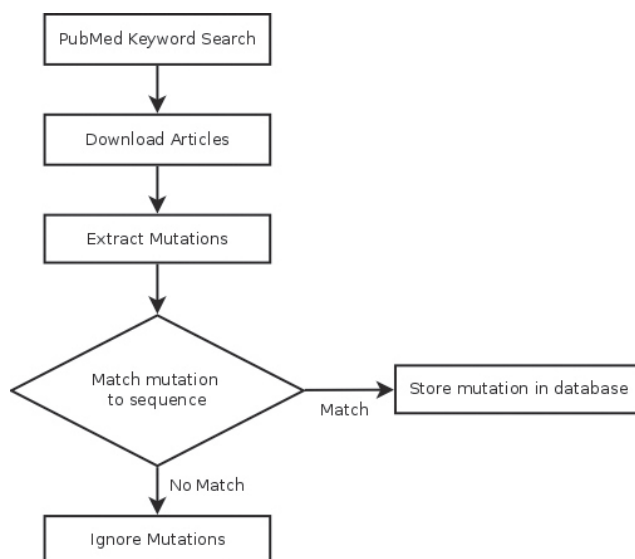 PubMed Keyword Search
Download Articles
Extract Mutations
Match mutation
to sequence
Match
Store mutation in database
No Match
Ignore Mutations